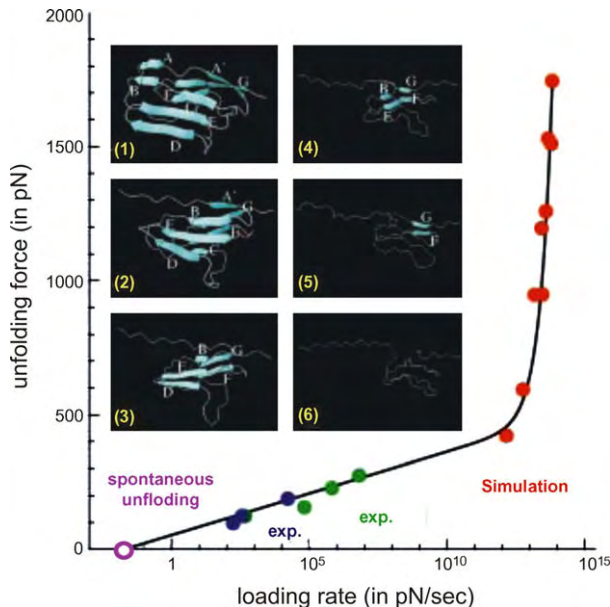 2000
1500
1000
500
0
unfolding force (in pN)
A
A'
G
B
F
E
D
(1)
B
G
F
E
(4)
A'
B
G
F
E
C
D
(2)
G
F
(5)
B
G
E
F
D
(3)
(6)
spontaneous
unfloding
exp.
exp.
Simulation
1
10⁵
10¹⁰
10¹⁵
loading rate (in pN/sec)